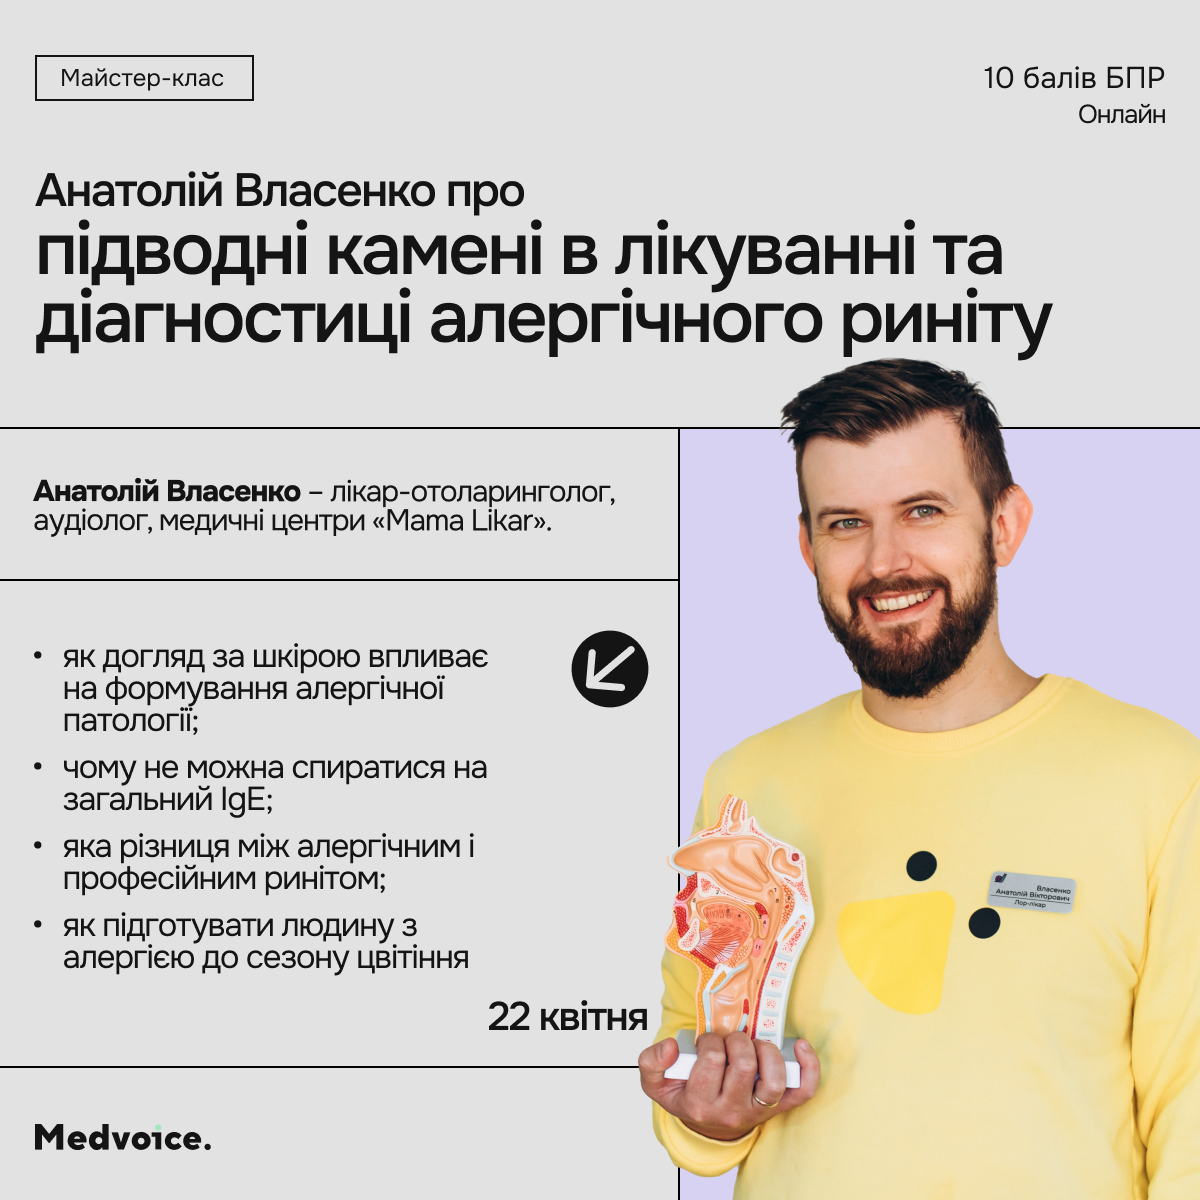 Майстер-клас
10 балів БПР
Онлайн
Анатолій Власенко про
підводні камені в лікуванні та
діагностиці алергічного риніту
Анатолій Власенко – лікар-отоларинголог,
аудіолог, медичні центри «Mama Likar».
• як догляд за шкірою впливає
на формування алергічної
патології;
• чому не можна спиратися на
загальний IgE;
• яка різниця між алергічним і
професійним ринітом;
• як підготувати людину з
алергією до сезону цвітіння
22 квітня
Власенко
Анатолій Вікторович
Лор-лікар
Medvoice.